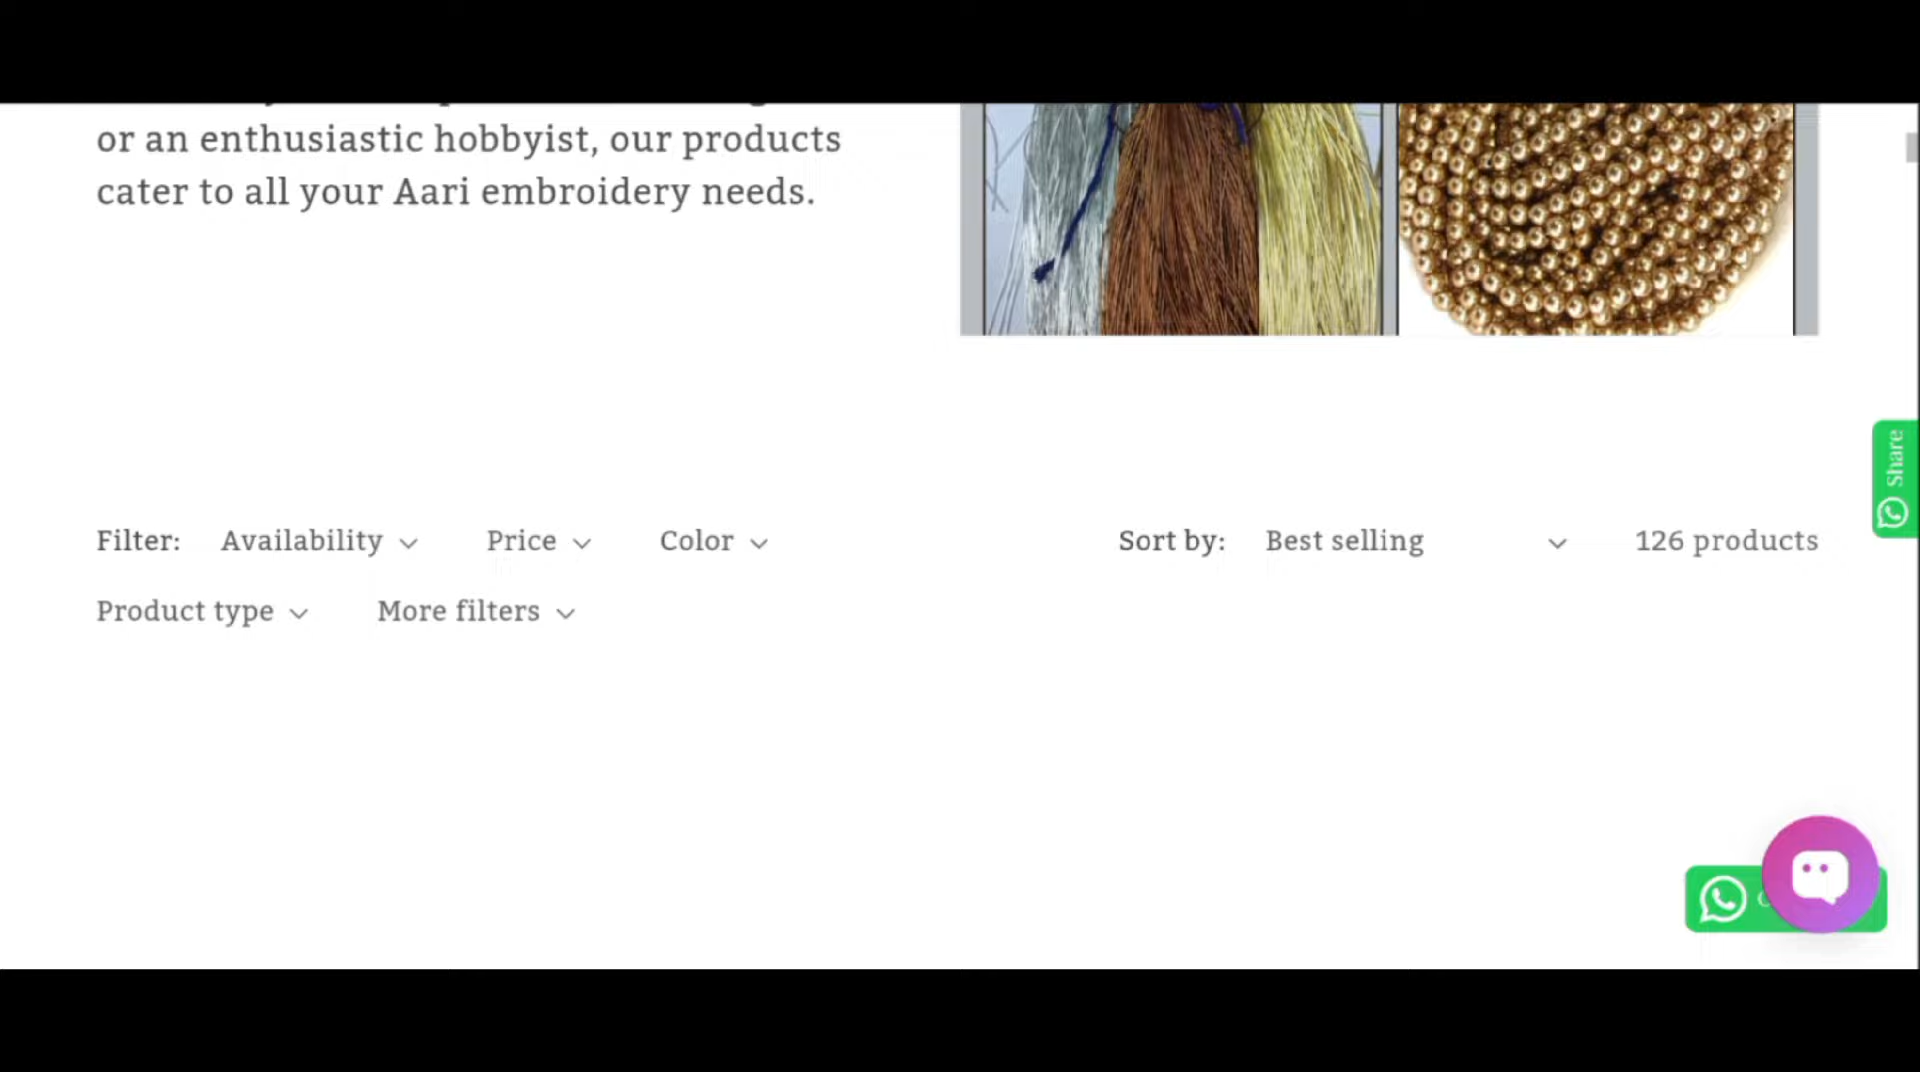 or an enthusiastic hobbyist, our products
cater to all your Aari embroidery needs.
Share
Filter: Availability Price Color
Sort by: Best selling 126 products
Product type More filters